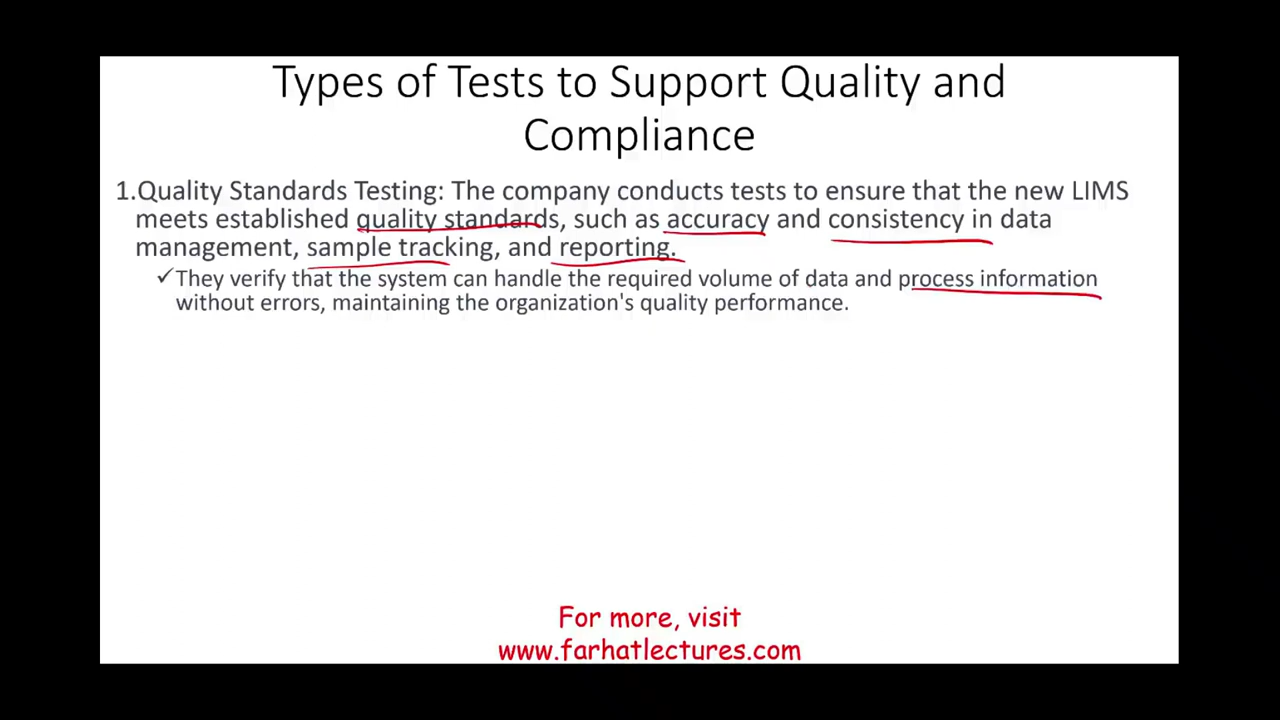 Types of Tests to Support Quality and
Compliance
1.Quality Standards Testing: The company conducts tests to ensure that the new LIMS
meets established quality standards, such as accuracy and consistency in data
management, sample tracking, and reporting.
✓They verify that the system can handle the required volume of data and process information
without errors, maintaining the organization's quality performance.
For more, visit
www.farhatlectures.com